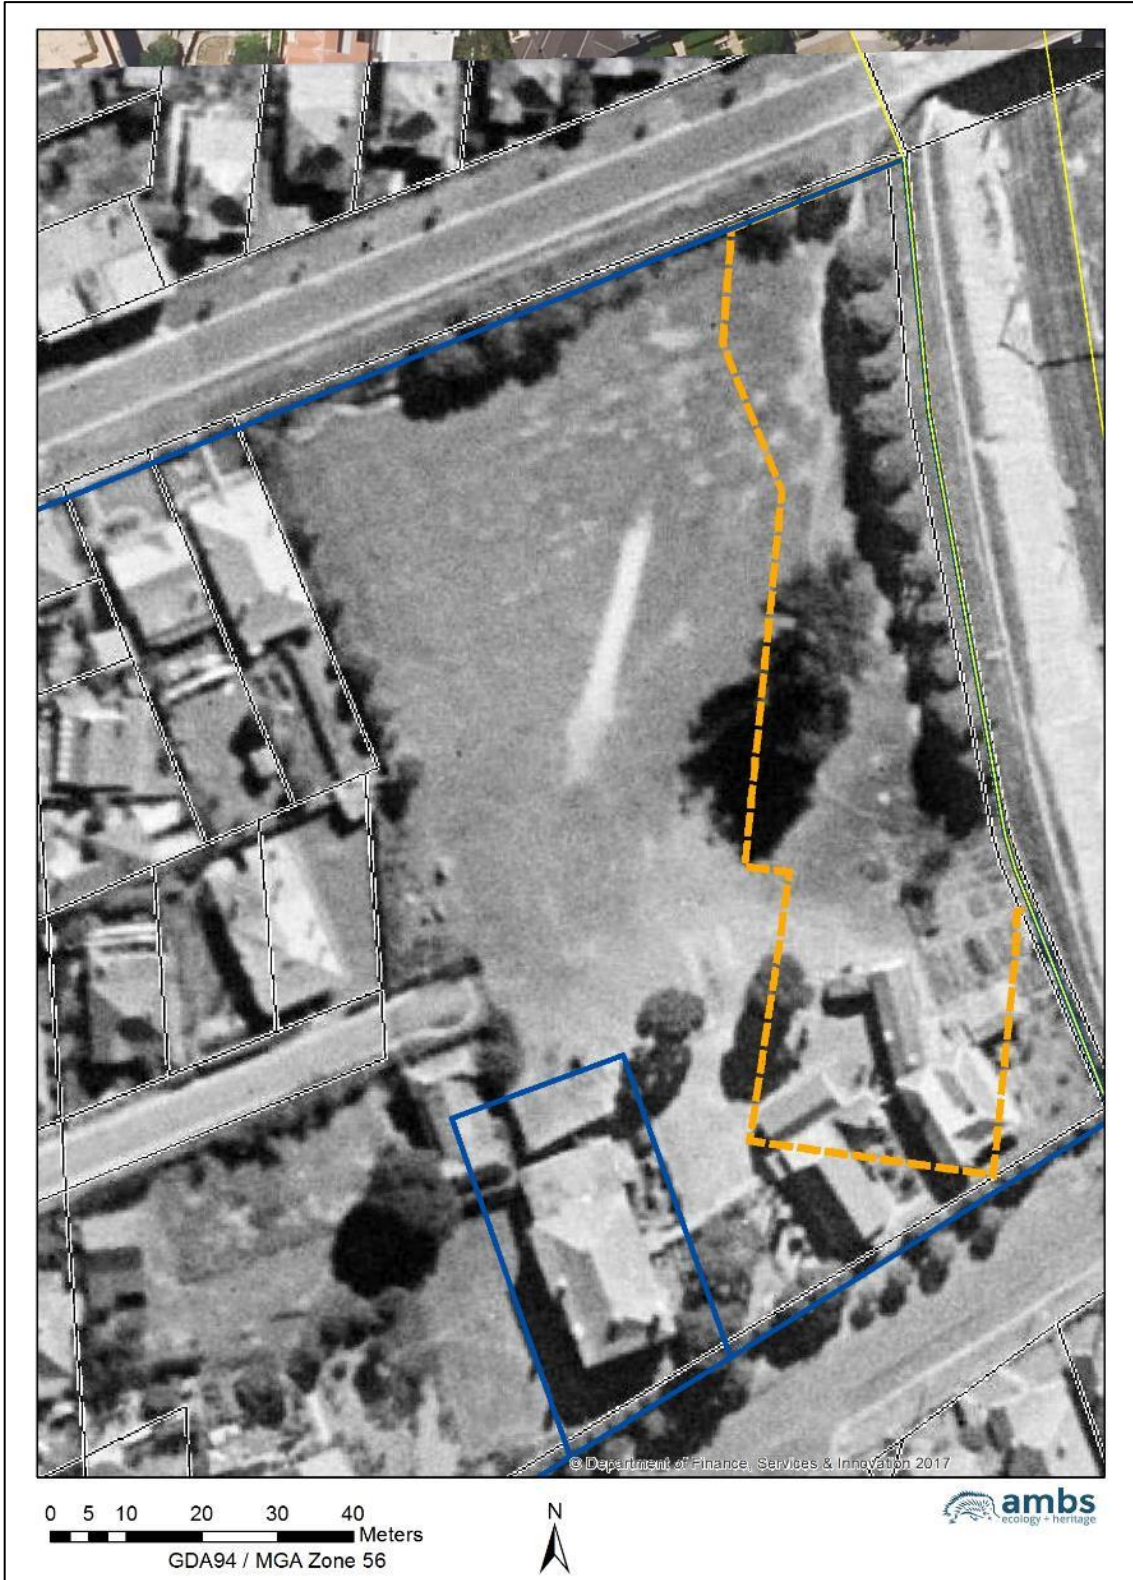 © Department of Finance, Services & Innovation 2017
0 5 10 20 30 40
Meters
GDA94 / MGA Zone 56
N
ambs
ecology + heritage